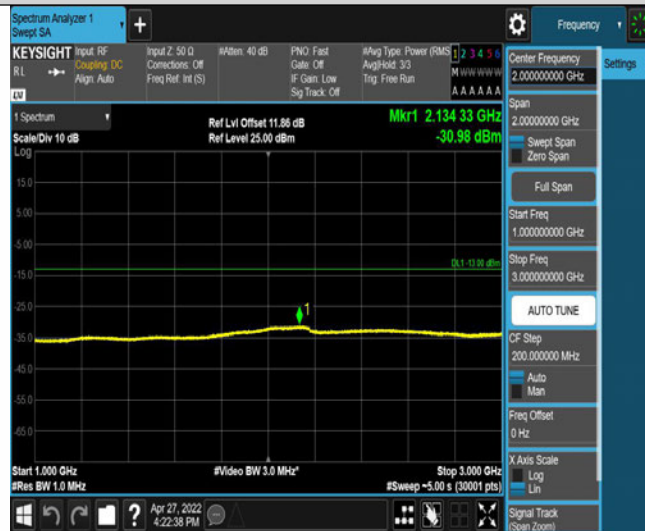 Spectrum Analyzer 1
Swept SA
+
Frequency
KEYSIGHT
Input: RF
Input Z: 50 Ω
#Atten: 40 dB
PNO: Fast
#Avg Type: Power (RMS
1 2 3 4 5 6
RL
Coupling: DC
Corrections: Off
Gate: Off
Avg|Hold: 3/3
M W W W W W
Align: Auto
Freq Ref: Int (S)
IF Gain: Low
Trig: Free Run
Sig Track: Off
A A A A A A
LXI
1 Spectrum
Ref Lvl Offset 11.86 dB
Mkr1 2.134 33 GHz
Scale/Div 10 dB
Ref Level 25.00 dBm
-30.98 dBm
Log
15.0
5.00
-5.00
DL1 -13.00 dBm
-15.0
1
-35.0
-45.0
-55.0
-65.0
Start 1.000 GHz
#Video BW 3.0 MHz*
Stop 3.000 GHz
#Res BW 1.0 MHz
#Sweep ~5.00 s (30001 pts)
?
Apr 27, 2022
4:22:38 PM
Settings
Center Frequency
2.000000000 GHz
Span
2.00000000 GHz
Swept Span
Zero Span
Full Span
Start Freq
1.000000000 GHz
Stop Freq
3.000000000 GHz
AUTO TUNE
CF Step
200.000000 MHz
Auto
Man
Freq Offset
0 Hz
X Axis Scale
Log
Lin
Signal Track
(Span Zoom)